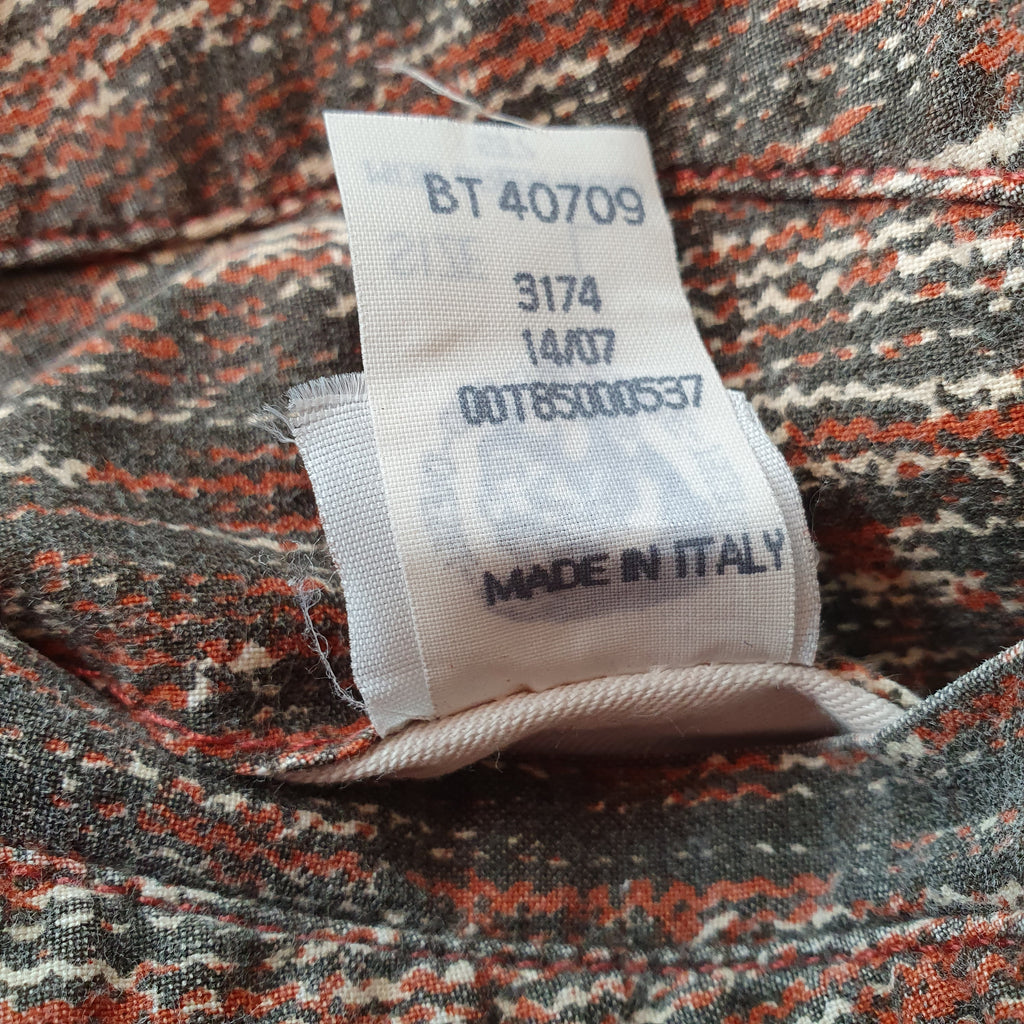 BT 40709
3174
14/07
00T85000537
MADE IN ITALY